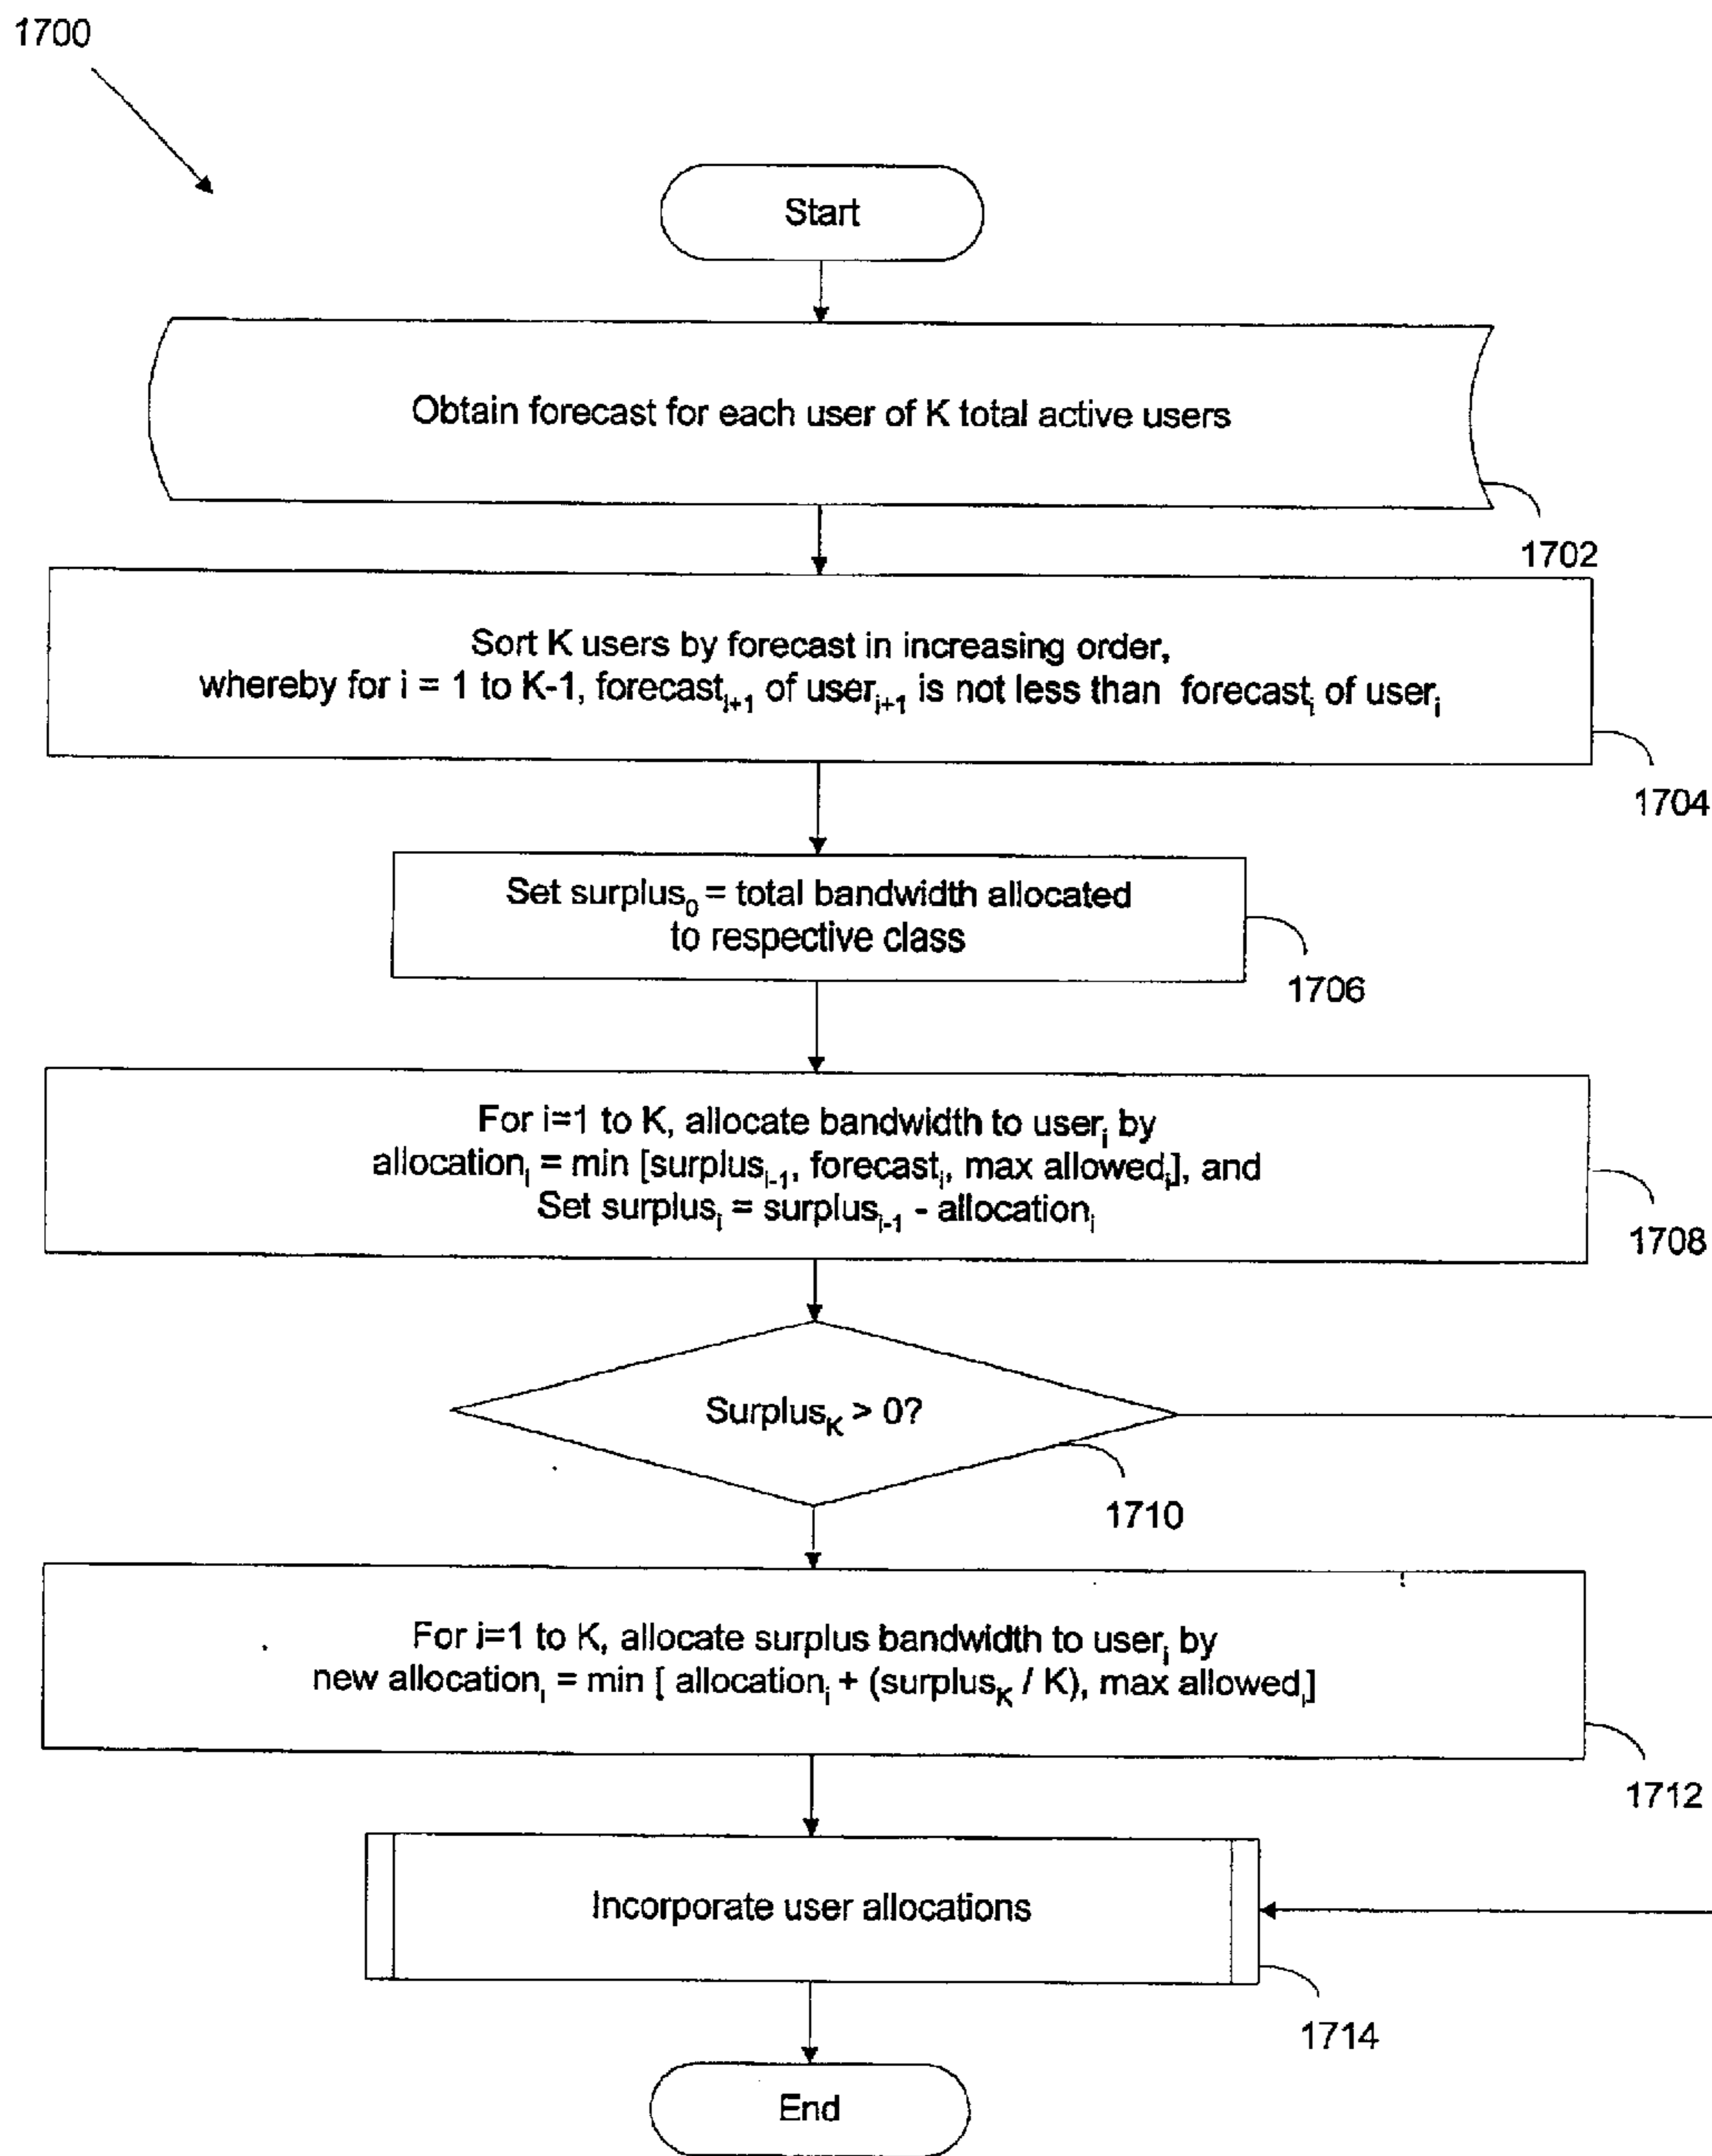 1700
Start
Obtain forecast for each user of K total active users
1702
Sort K users by forecast in increasing order,
whereby for i = 1 to K-1, forecastᵢ₊₁ of userᵢ₊₁ is not less than forecastᵢ of userᵢ
1704
Set surplus₀ = total bandwidth allocated
to respective class
1706
For i=1 to K, allocate bandwidth to userᵢ by
allocationᵢ = min [surplusᵢ₋₁, forecastᵢ, max allowedᵢ], and
Set surplusᵢ = surplusᵢ₋₁ - allocationᵢ
1708
Surplus_K > 0?
1710
For i=1 to K, allocate surplus bandwidth to userᵢ by
new allocationᵢ = min [ allocationᵢ + (surplus_K / K), max allowedᵢ]
1712
Incorporate user allocations
1714
End